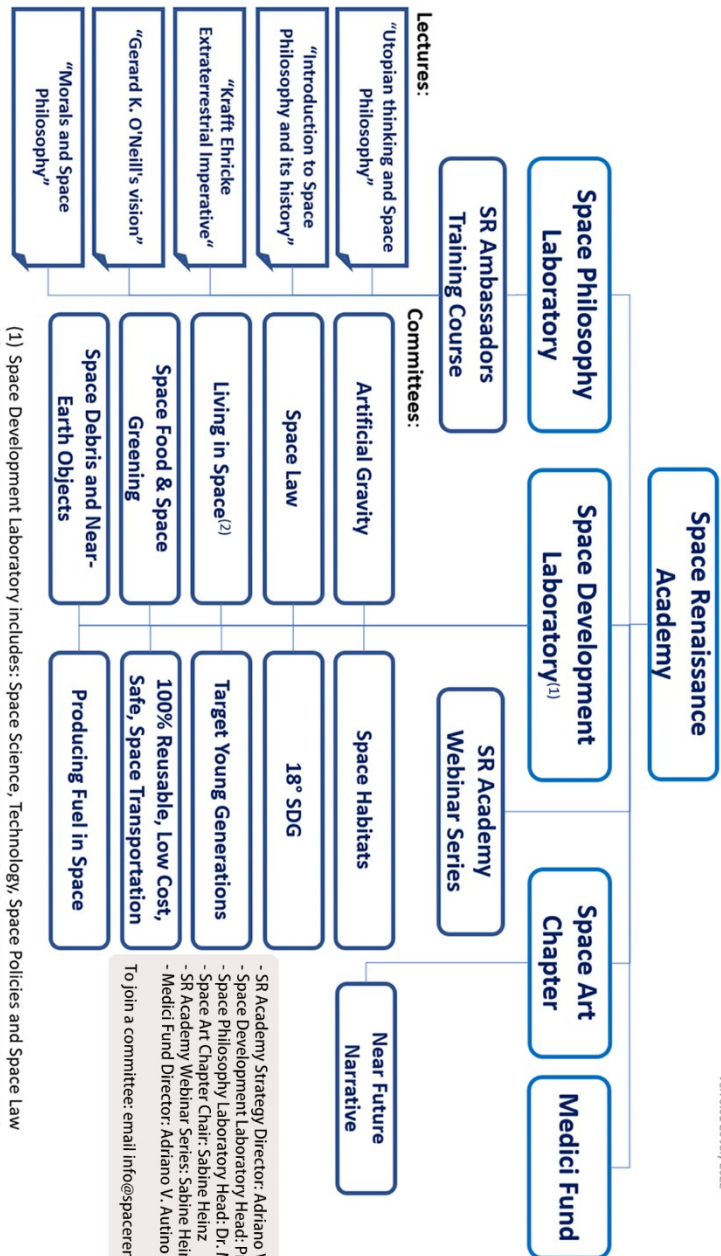 Space Renaissance
Academy
Space Philosophy
Laboratory
Space Development
Laboratory(1)
Space Art
Chapter
Medici Fund
SR Ambassadors
Training Course
SR Academy
Webinar Series
Near Future
Narrative
Lectures:
"Utopian thinking and Space
Philosophy"
"Introduction to Space
Philosophy and its history"
"Krafft Ehricke
Extraterrestrial Imperative"
"Gerard K. O'Neill's vision"
"Morals and Space
Philosophy"
Committees:
Artificial Gravity
Space Law
Living in Space(2)
Space Food & Space
Greening
Space Debris and Near-
Earth Objects
Space Habitats
18° SDG
Target Young Generations
100% Reusable, Low Cost,
Safe, Space Transportation
Producing Fuel in Space
- SR Academy Strategy Director: Adriano
- Space Development Laboratory Head:
- Space Philosophy Laboratory Head: Dr.
- Space Art Chapter Chair: Sabine Heinz
- SR Academy Webinar Series: Sabine
- Medici Fund Director: Adriano V. Autino
To join a committee: email
(1) Space Development Laboratory includes: Space Science, Technology, Space Policies and Space Law